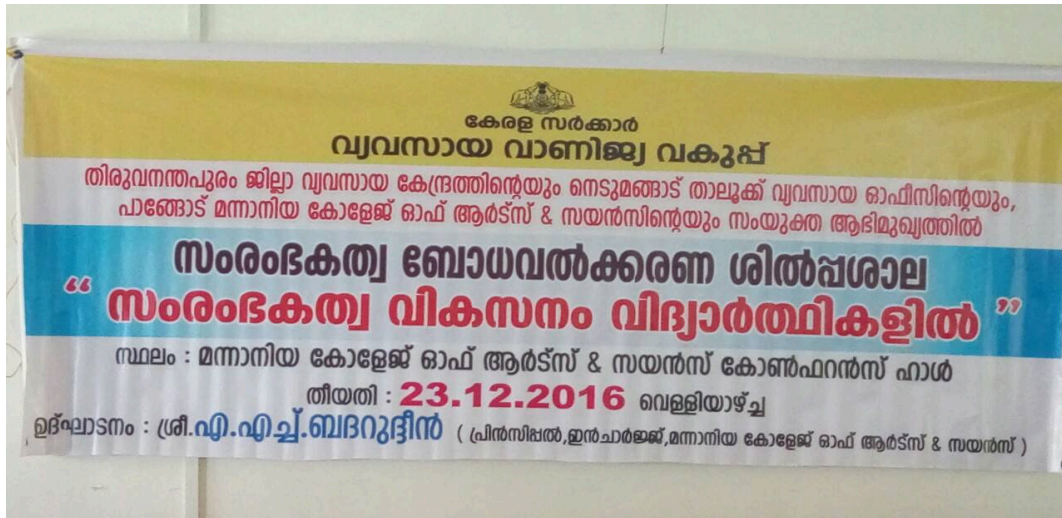 കേരള സർക്കാർ
വ്യവസായ വാണിജ്യ വകുപ്പ്
തിരുവനന്തപുരം ജില്ലാ വ്യവസായ കേന്ദ്രത്തിന്റെയും നെടുമങ്ങാട് താലൂക്ക് വ്യവസായ ഓഫീസിന്റെയും,
പാങ്ങോട് മന്നാനിയ കോളേജ് ഓഫ് ആർട്സ് & സയൻസിന്റെയും സംയുക്ത ആഭിമുഖ്യത്തിൽ
സംരംഭകത്വ ബോധവൽക്കരണ ശിൽപ്പശാല
“ സംരംഭകത്വ വികസനം വിദ്യാർത്ഥികളിൽ ”
സ്ഥലം : മന്നാനിയ കോളേജ് ഓഫ് ആർട്സ് & സയൻസ് കോൺഫറൻസ് ഹാൾ
തീയതി : 23.12.2016 വെള്ളിയാഴ്ച്ച
ഉദ്ഘാടനം : ശ്രീ.എ.എച്ച്.ബദറുദ്ദീൻ ( പ്രിൻസിപ്പൽ,ഇൻചാർജ്ജ്,മന്നാനിയ കോളേജ് ഓഫ് ആർട്സ് & സയൻസ് )